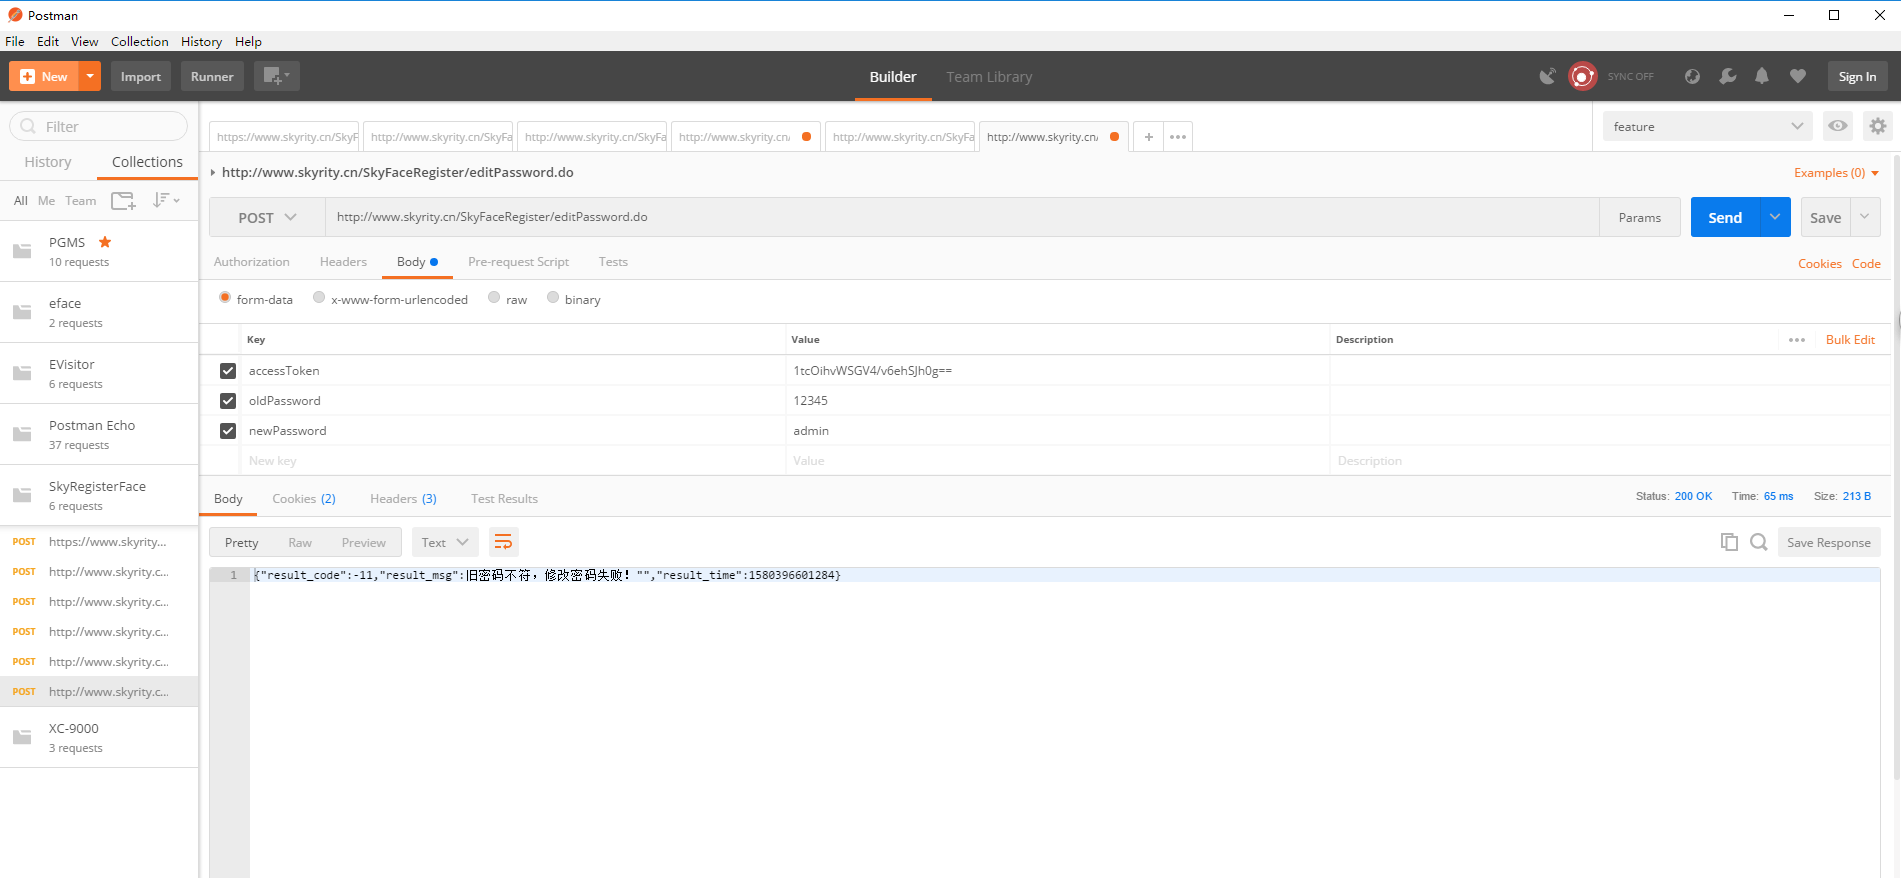 Postman
File Edit View Collection History Help
New Import Runner Builder Team Library SYNC OFF Sign In
Filter
History Collections
All Me Team
PGMS
10 requests
eface
2 requests
EVisitor
6 requests
Postman Echo
37 requests
SkyRegisterFace
6 requests
POST https://www.skyrity...
POST http://www.skyrity.c...
POST http://www.skyrity.c...
POST http://www.skyrity.c...
POST http://www.skyrity.c...
POST http://www.skyrity.c...
XC-9000
3 requests
https://www.skyrity.cn/SkyF http://www.skyrity.cn/SkyFa http://www.skyrity.cn/SkyFa http://www.skyrity.cn/ http://www.skyrity.cn/SkyFa http://www.skyrity.cn/ + ••• feature
http://www.skyrity.cn/SkyFaceRegister/editPassword.do Examples (0)
POST http://www.skyrity.cn/SkyFaceRegister/editPassword.do Params Send Save
Authorization Headers Body Pre-request Script Tests Cookies Code
form-data x-www-form-urlencoded raw binary
Key Value Description ••• Bulk Edit
accessToken 1tcOihvWSGV4/v6ehSJh0g==
oldPassword 12345
newPassword admin
New key Value Description
Body Cookies (2) Headers (3) Test Results Status: 200 OK Time: 65 ms Size: 213 B
Pretty Raw Preview Text Save Response
1 {"result_code":-11,"result_msg":旧密码不符，修改密码失败！"","result_time":1580396601284}